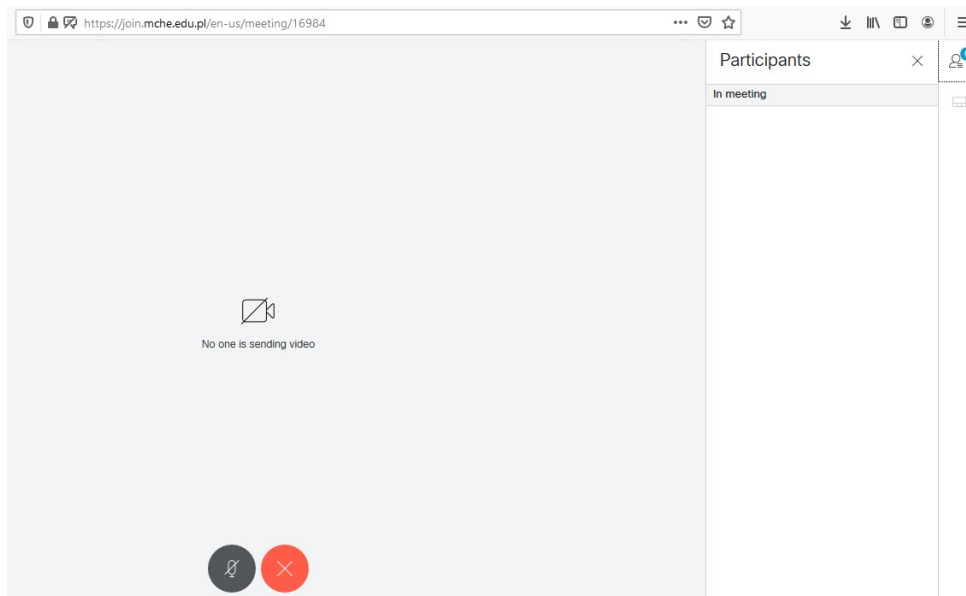 https://join.mche.edu.pl/en-us/meeting/16984
Participants
In meeting
No one is sending video